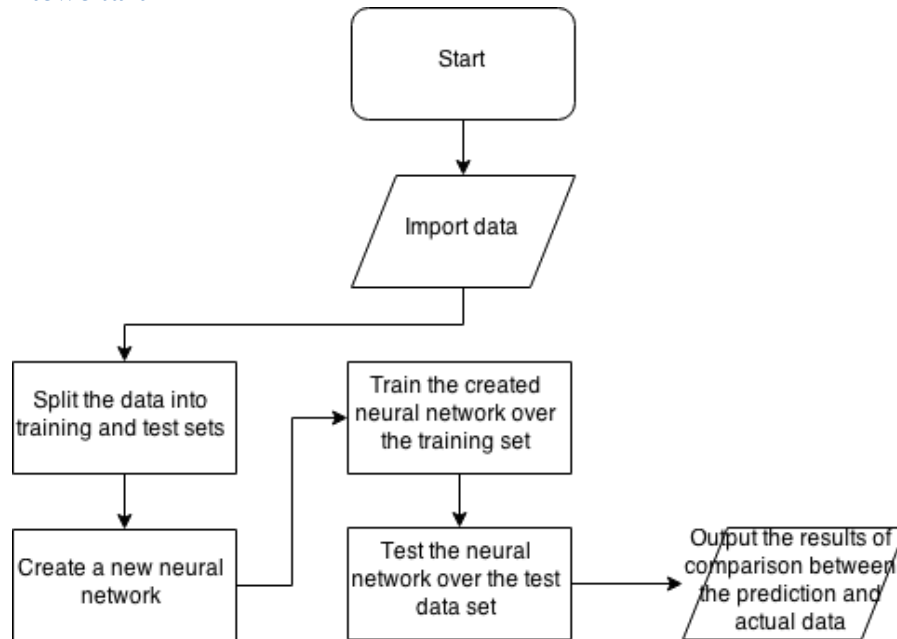 Start
Import data
Split the data into
training and test sets
Train the created
neural network over
the training set
Create a new neural
network
Test the neural
network over the test
data set
Output the results of
comparison between
the prediction and
actual data